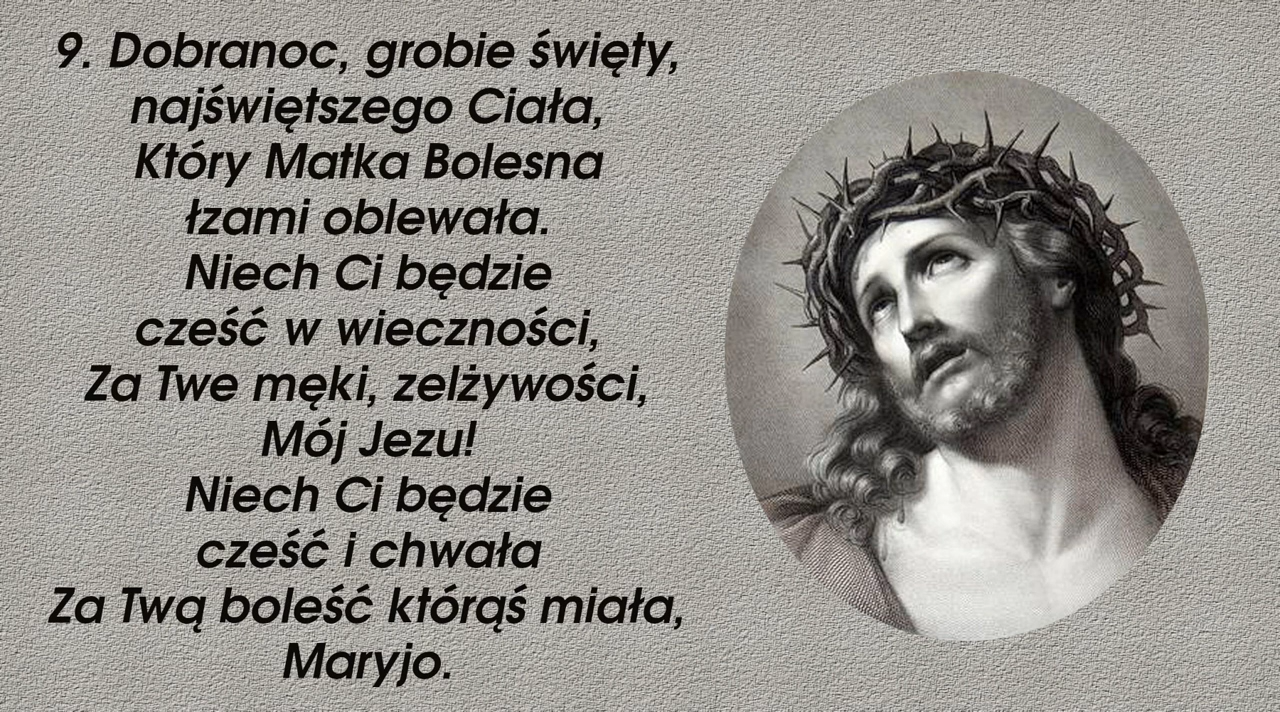 9. Dobranoc, grobie święty,
najświętszego Ciała,
Który Matka Bolesna
łzami oblewała.
Niech Ci będzie
cześć w wieczności,
Za Twe męki, zelżywości,
Mój Jezu!
Niech Ci będzie
cześć i chwała
Za Twą boleść którąś miała,
Maryjo.